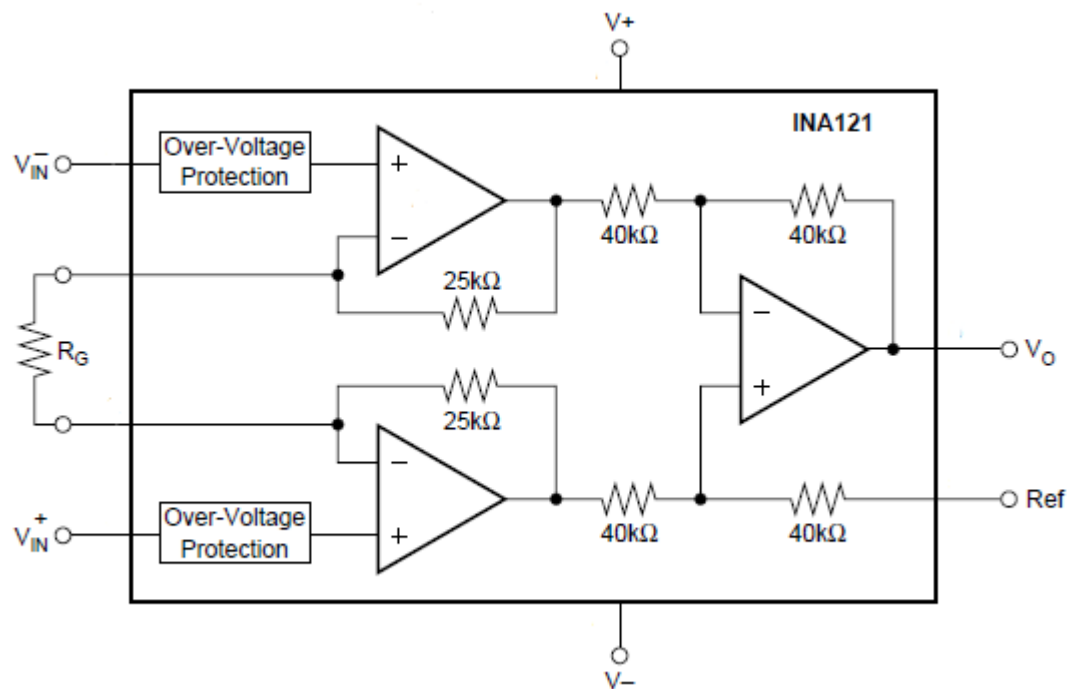 V+
INA121
V−IN
Over-Voltage
Protection
+
−
40kΩ
40kΩ
25kΩ
RG
−
+
VO
25kΩ
−
+
V+IN
Over-Voltage
Protection
40kΩ
40kΩ
Ref
V−